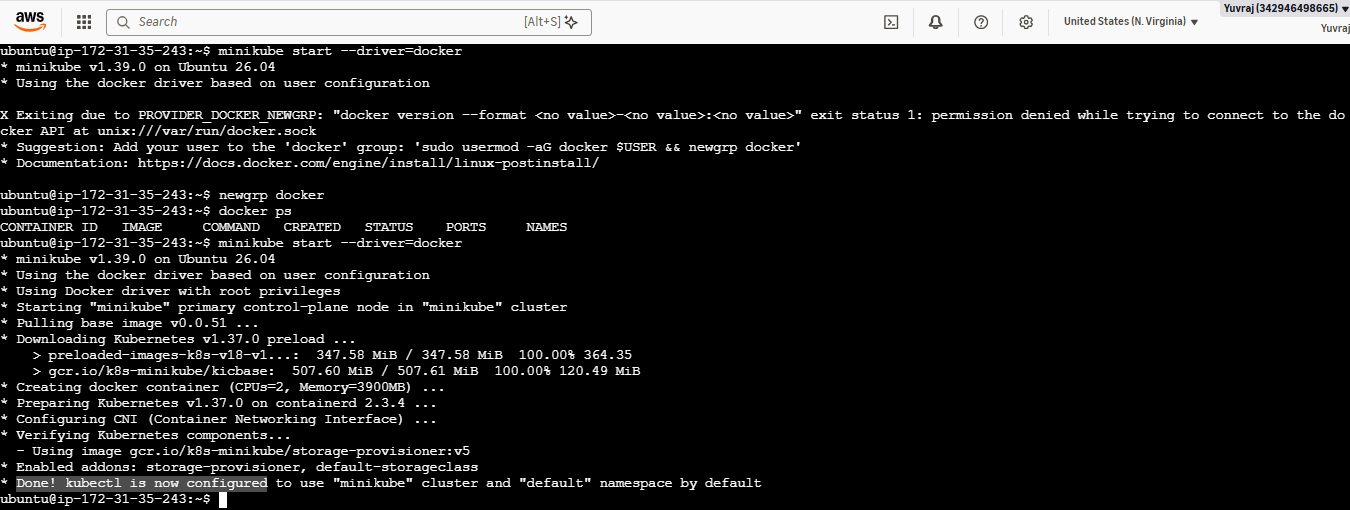 aws
Search
[Alt+S]
United States (N. Virginia)
Yuvraj (342946498665)
Yuvraj
ubuntu@ip-172-31-35-243:~$ minikube start --driver=docker
* minikube v1.39.0 on Ubuntu 26.04
* Using the docker driver based on user configuration
X Exiting due to PROVIDER_DOCKER_NEWGRP: "docker version --format <no value>-<no value>:<no value>" exit status 1: permission denied while trying to connect to the do
cker API at unix:///var/run/docker.sock
* Suggestion: Add your user to the 'docker' group: 'sudo usermod -aG docker $USER && newgrp docker'
* Documentation: https://docs.docker.com/engine/install/linux-postinstall/
ubuntu@ip-172-31-35-243:~$ newgrp docker
ubuntu@ip-172-31-35-243:~$ docker ps
CONTAINER ID   IMAGE     COMMAND   CREATED   STATUS    PORTS     NAMES
ubuntu@ip-172-31-35-243:~$ minikube start --driver=docker
* minikube v1.39.0 on Ubuntu 26.04
* Using the docker driver based on user configuration
* Using Docker driver with root privileges
* Starting "minikube" primary control-plane node in "minikube" cluster
* Pulling base image v0.0.51 ...
* Downloading Kubernetes v1.37.0 preload ...
    > preloaded-images-k8s-v18-v1...:  347.58 MiB / 347.58 MiB  100.00% 364.35
    > gcr.io/k8s-minikube/kicbase:  507.60 MiB / 507.61 MiB  100.00% 120.49 MiB
* Creating docker container (CPUs=2, Memory=3900MB) ...
* Preparing Kubernetes v1.37.0 on containerd 2.3.4 ...
* Configuring CNI (Container Networking Interface) ...
* Verifying Kubernetes components...
  - Using image gcr.io/k8s-minikube/storage-provisioner:v5
* Enabled addons: storage-provisioner, default-storageclass
* Done! kubectl is now configured to use "minikube" cluster and "default" namespace by default
ubuntu@ip-172-31-35-243:~$